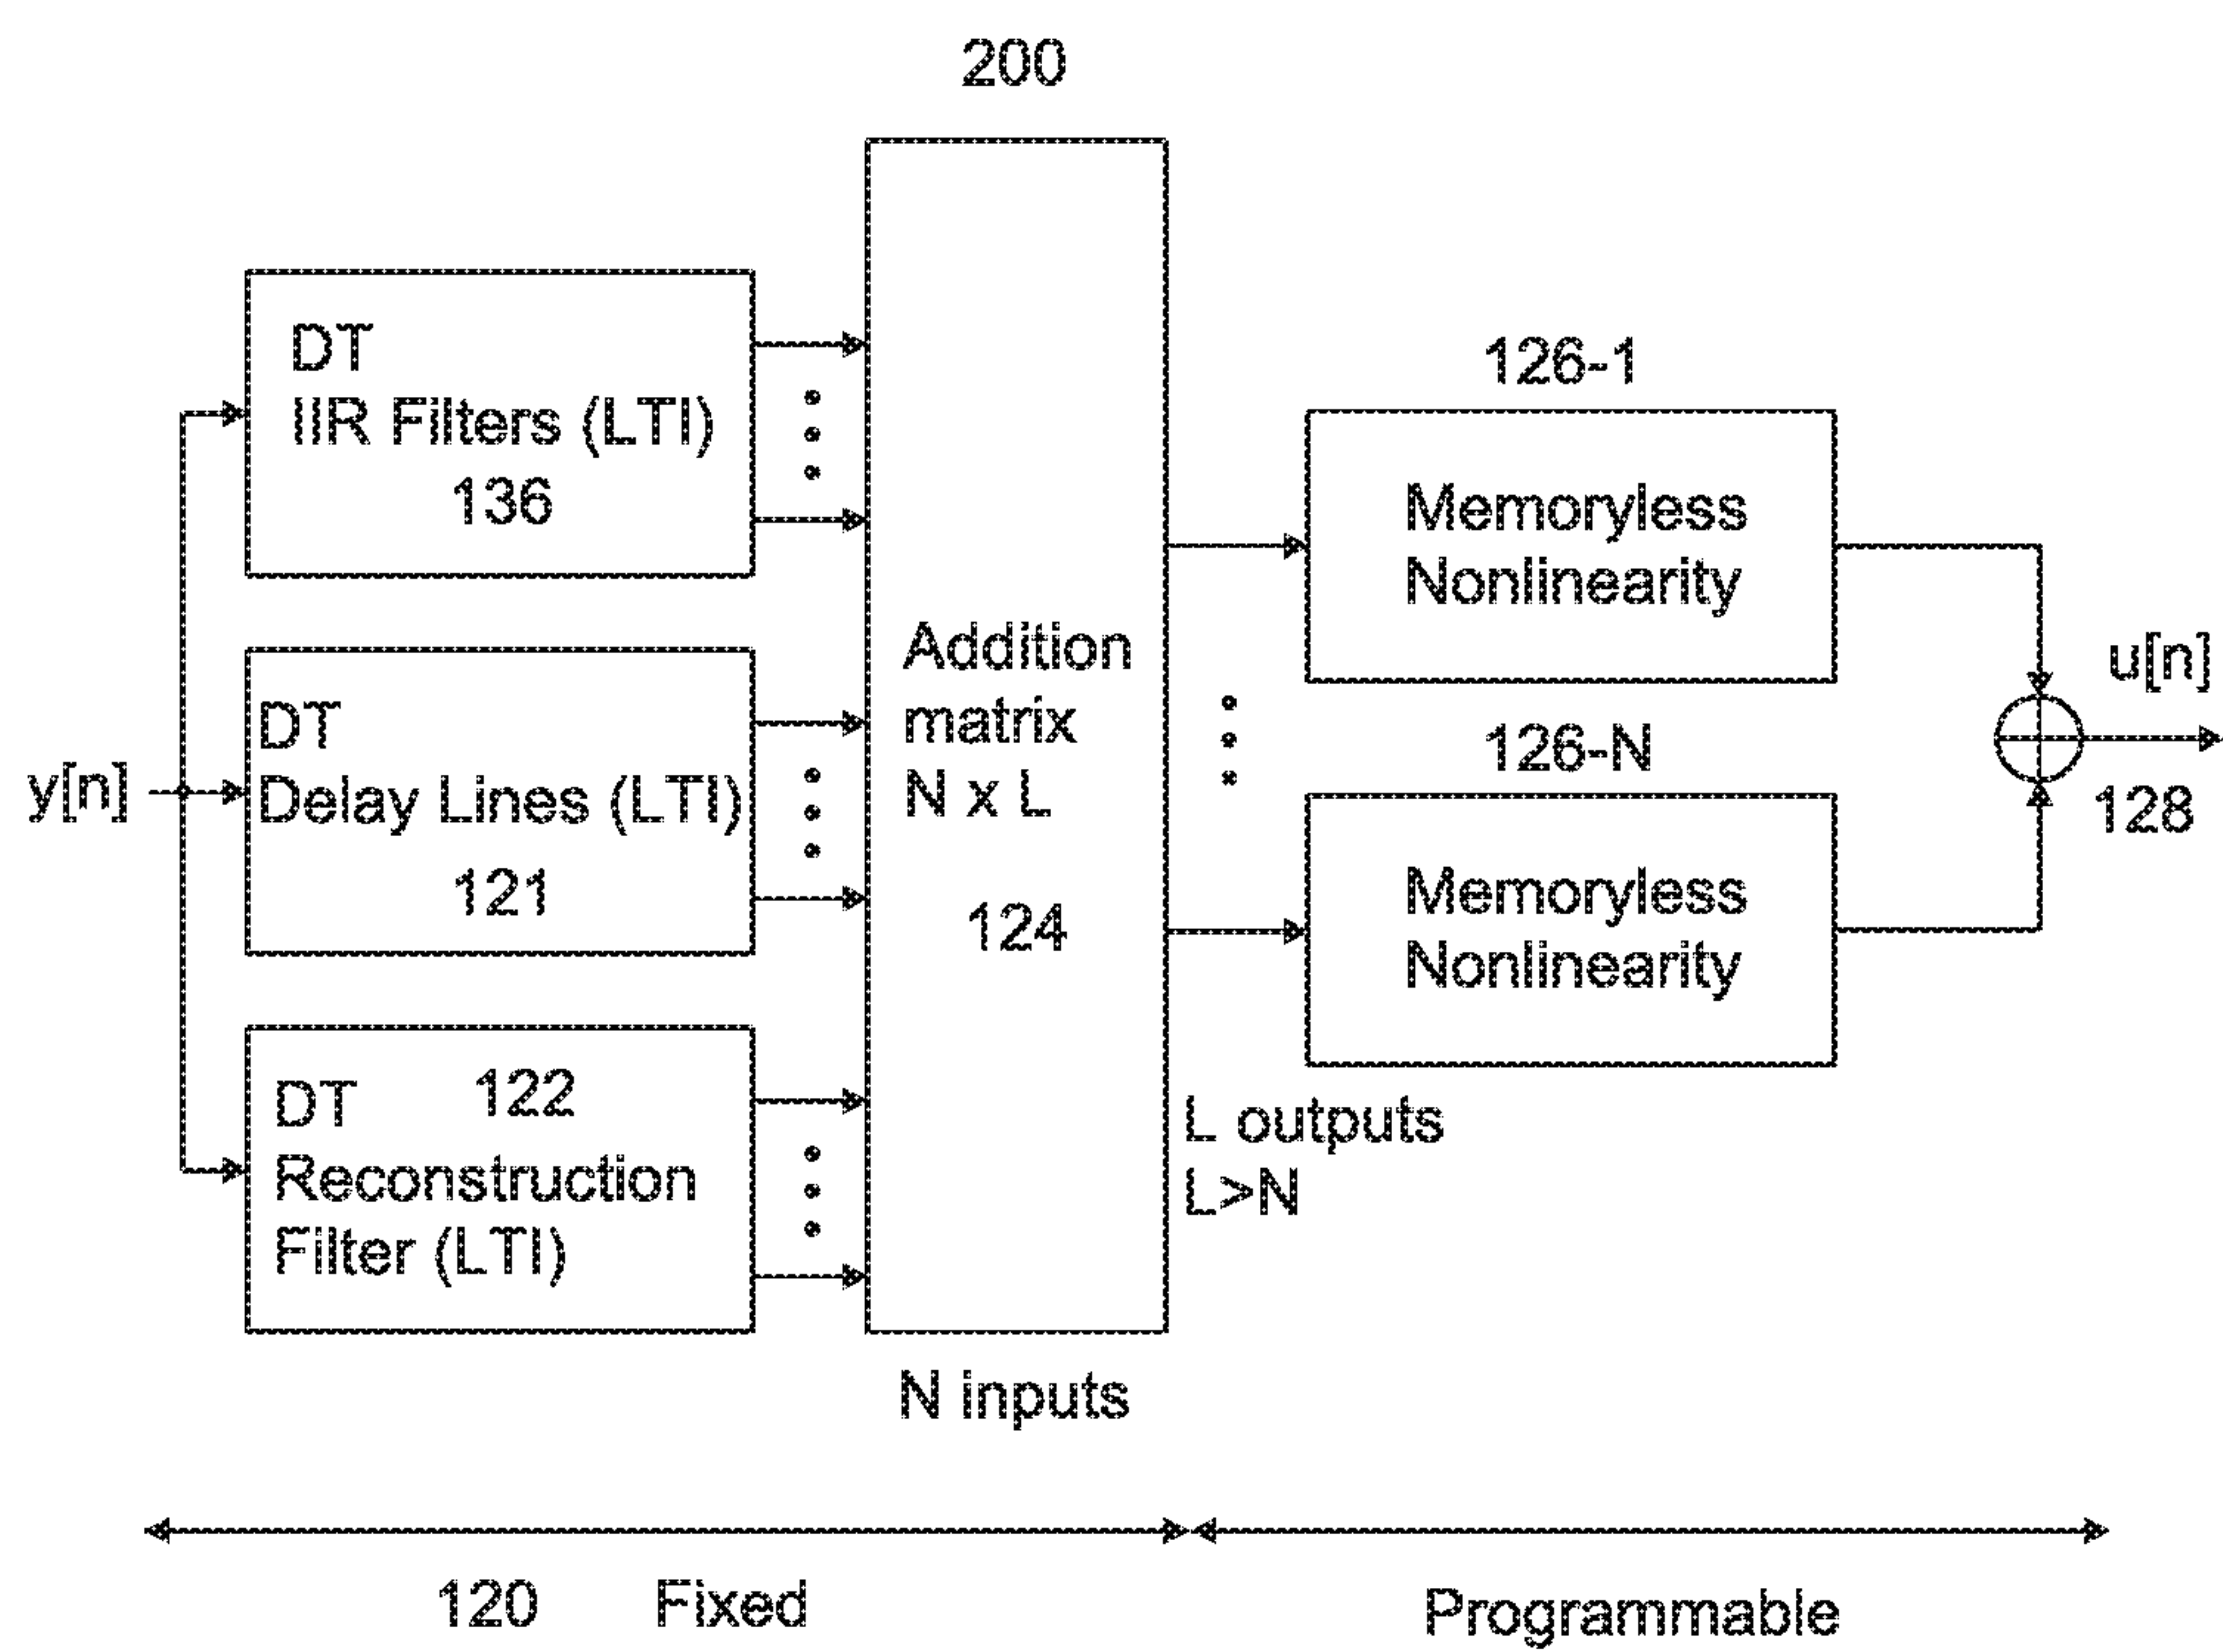 200
DT
IIR Filters (LTI)
136
y[n]
DT
Delay Lines (LTI)
121
DT 122
Reconstruction
Filter (LTI)
Addition
matrix
N x L
124
N inputs
126-1
Memoryless
Nonlinearity
126-N
Memoryless
Nonlinearity
L outputs
L>N
u[n]
128
120 Fixed
Programmable